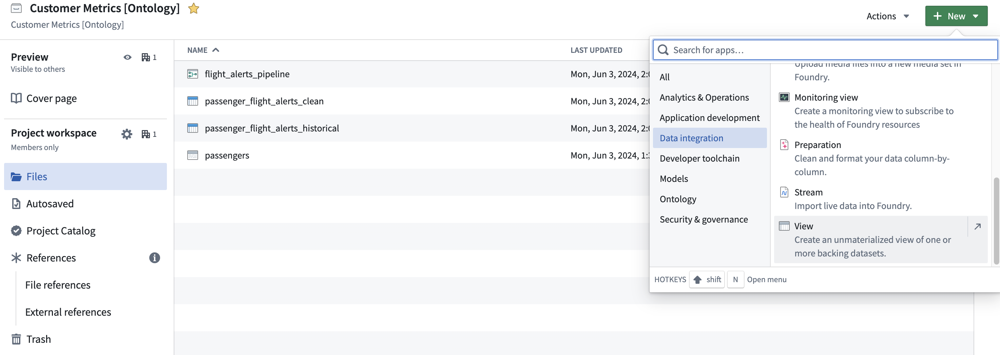 Customer Metrics [Ontology]
Customer Metrics [Ontology]
Actions
New
Preview
1
Visible to others
Cover page
Project workspace
1
Members only
Files
Autosaved
Project Catalog
References
File references
External references
Trash
NAME
LAST UPDATED
flight_alerts_pipeline
Mon, Jun 3, 2024, 2:0
passenger_flight_alerts_clean
Mon, Jun 3, 2024, 2:0
passenger_flight_alerts_historical
Mon, Jun 3, 2024, 2:0
passengers
Mon, Jun 3, 2024, 1:3
Search for apps…
All
Analytics & Operations
Application development
Data integration
Developer toolchain
Models
Ontology
Security & governance
Upload media files into a new media set in
Foundry.
Monitoring view
Create a monitoring view to subscribe to
the health of Foundry resources
Preparation
Clean and format your data column-by-
column.
Stream
Import live data into Foundry.
View
Create an unmaterialized view of one or
more backing datasets.
HOTKEYS shift N Open menu